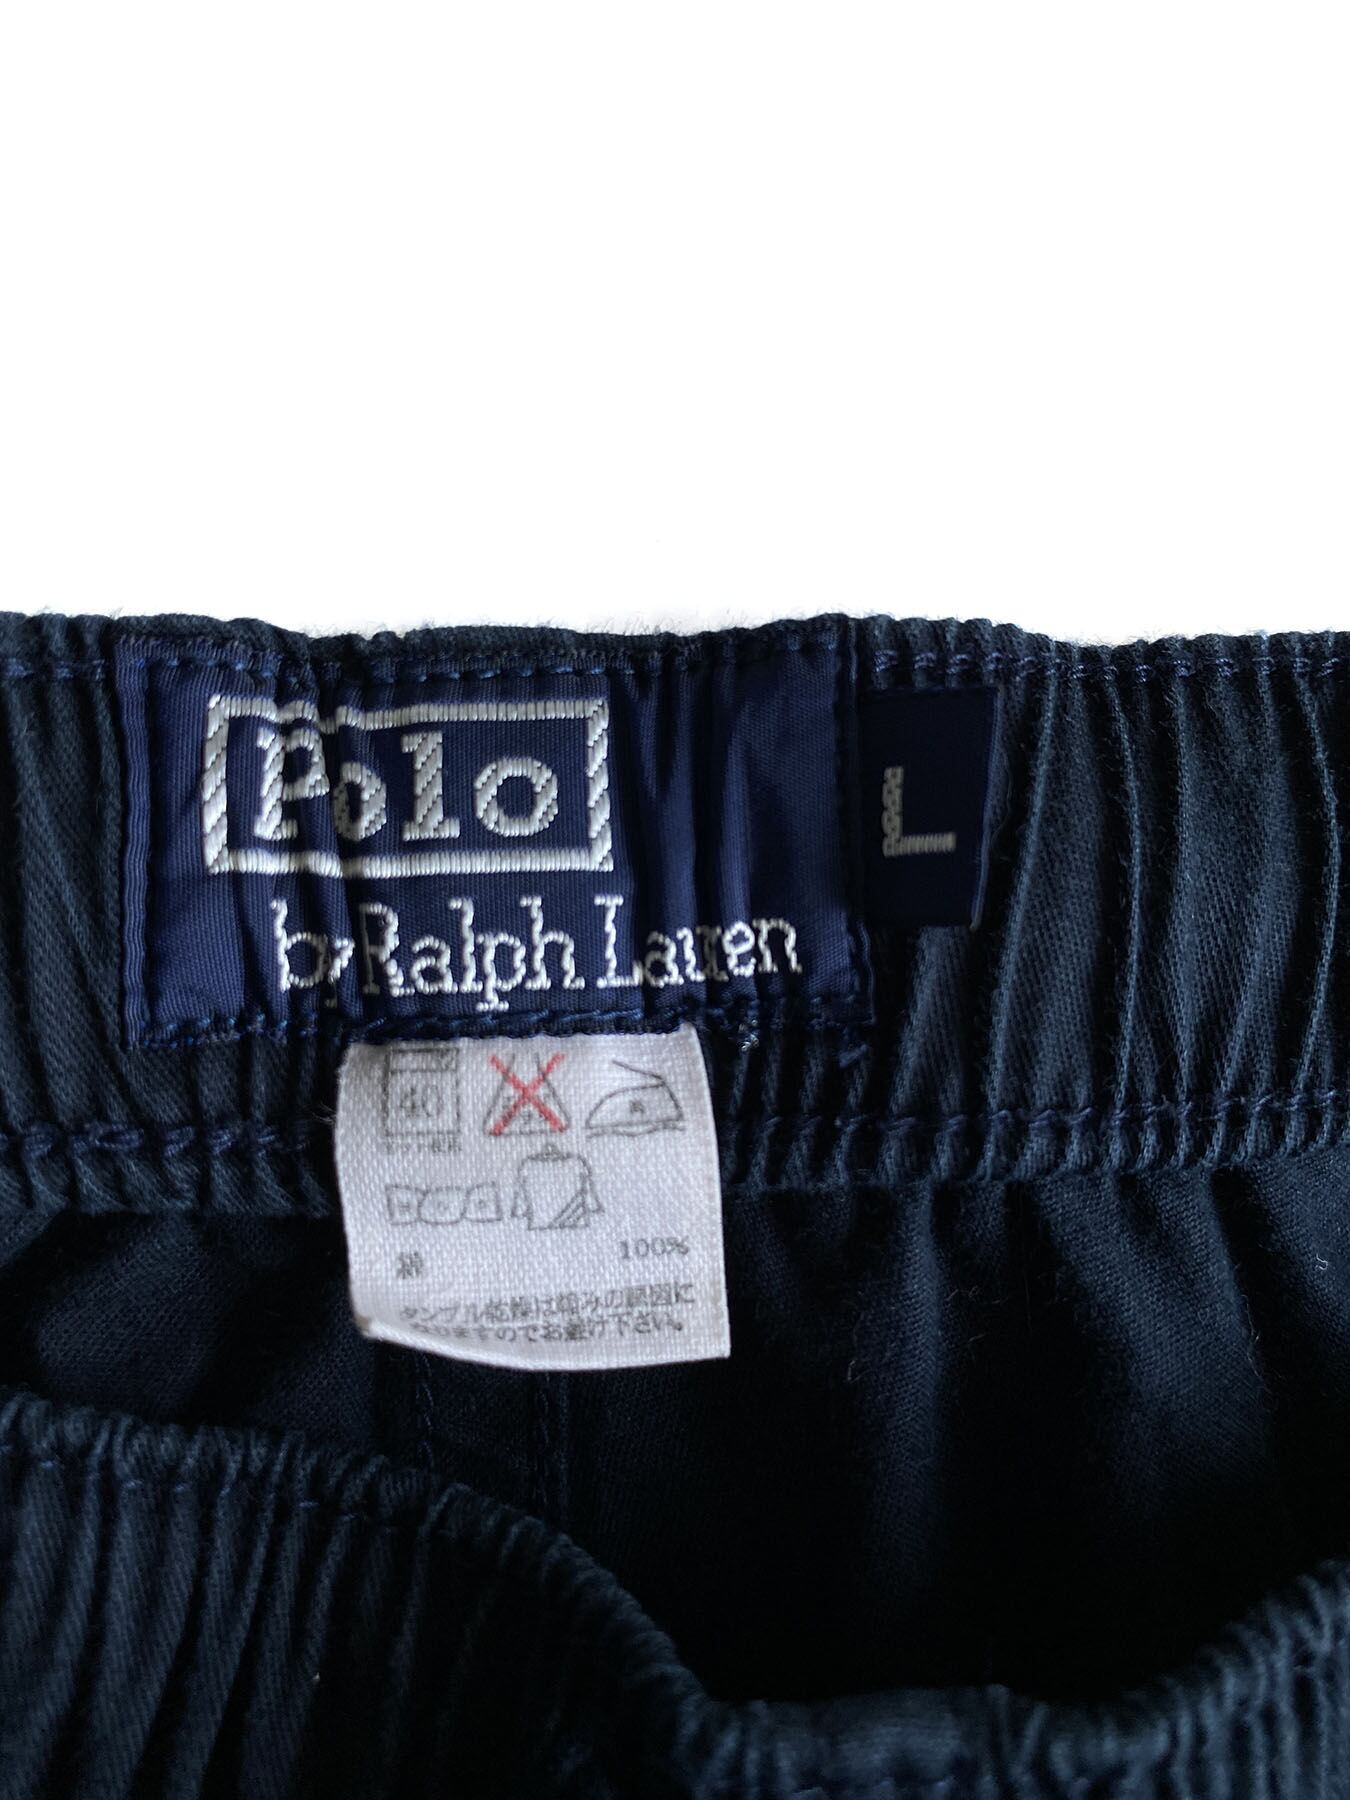 Polo
by Ralph Lauren
L
40
綿 100%
タンブル乾燥は縮みの原因に
なりますのでお避け下さい。